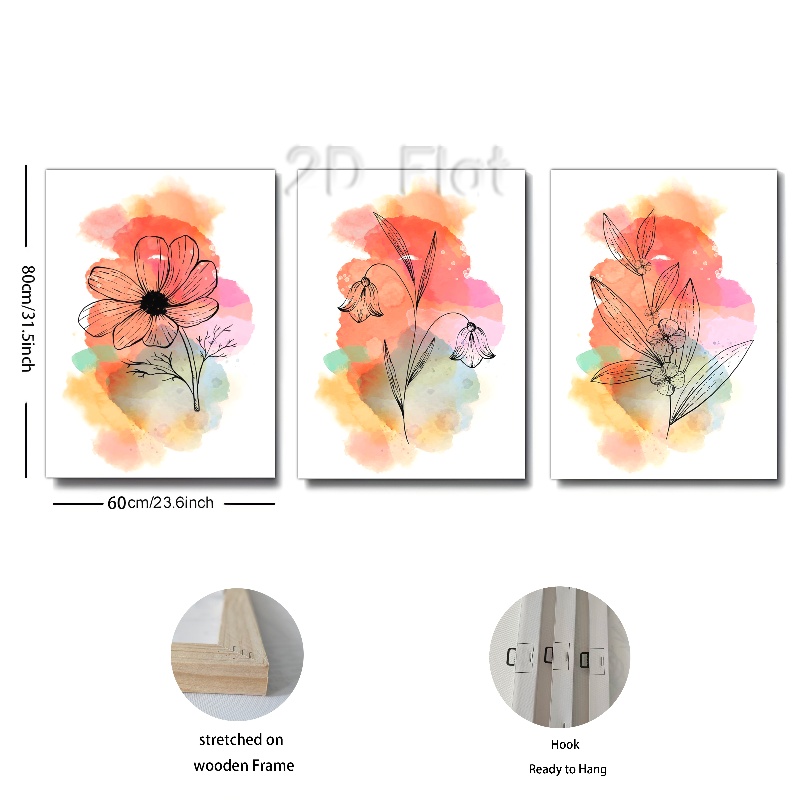 2D Flat
80cm/31.5inch
60cm/23.6inch
stretched on
wooden Frame
Hook
Ready to Hang